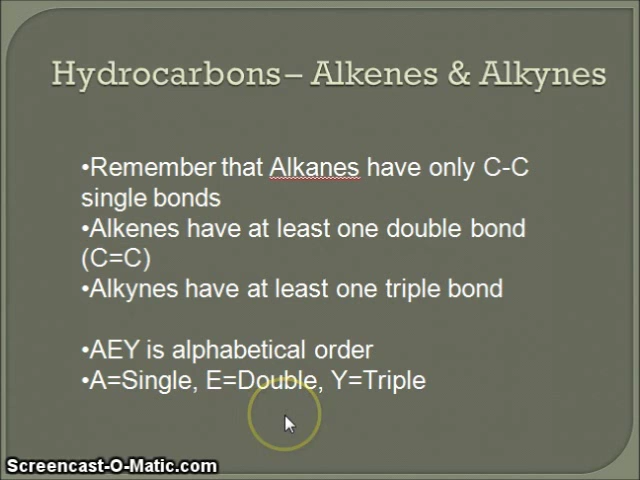 Hydrocarbons – Alkenes & Alkynes
•Remember that Alkanes have only C-C
single bonds
•Alkenes have at least one double bond
(C=C)
•Alkynes have at least one triple bond
•AEY is alphabetical order
•A=Single, E=Double, Y=Triple
Screencast-O-Matic.com